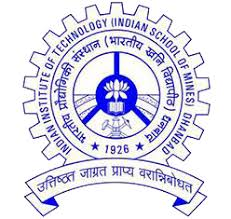 INDIAN INSTITUTE OF TECHNOLOGY (INDIAN SCHOOL OF MINES) DHANBAD
भारतीय प्रौद्योगिकी संस्थान (भारतीय खनि विद्यापीठ) धनबाद
1926
उत्तिष्ठत जाग्रत प्राप्य वरान्निबोधत